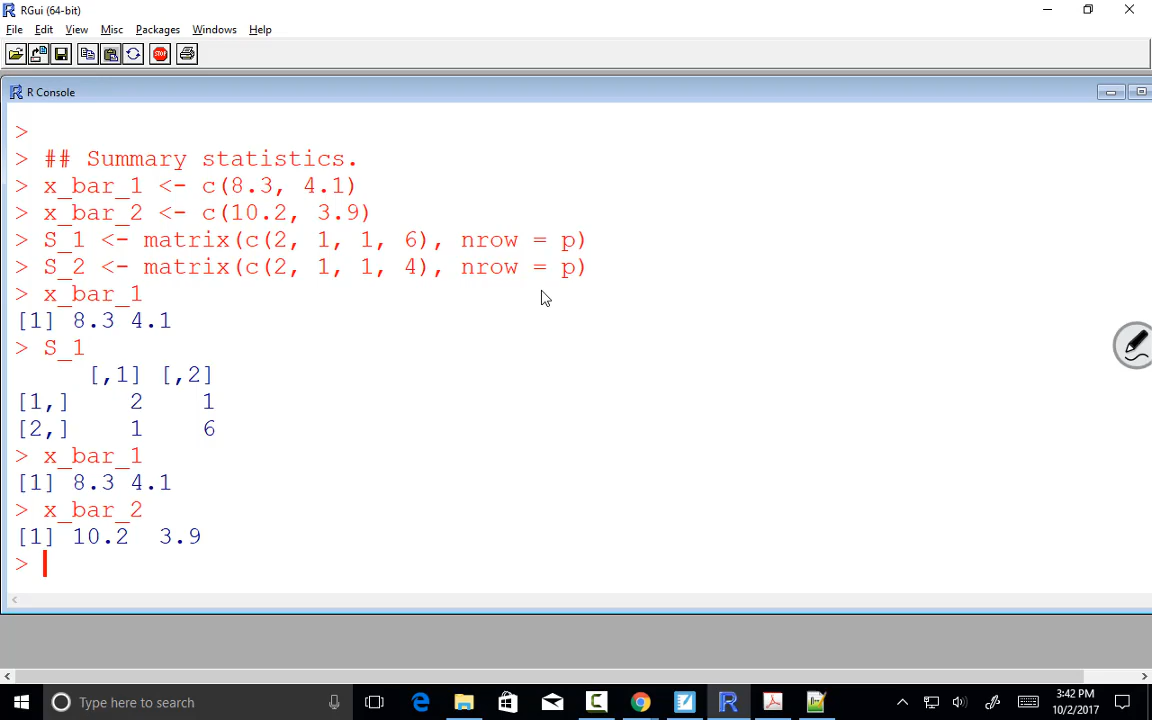 RGui (64-bit)
File Edit View Misc Packages Windows Help
STOP
R Console
>
> ## Summary statistics.
> x_bar_1 <- c(8.3, 4.1)
> x_bar_2 <- c(10.2, 3.9)
> S_1 <- matrix(c(2, 1, 1, 6), nrow = p)
> S_2 <- matrix(c(2, 1, 1, 4), nrow = p)
> x_bar_1
[1] 8.3 4.1
> S_1
     [,1] [,2]
[1,]    2    1
[2,]    1    6
> x_bar_1
[1] 8.3 4.1
> x_bar_2
[1] 10.2  3.9
>
Type here to search
3:42 PM
10/2/2017